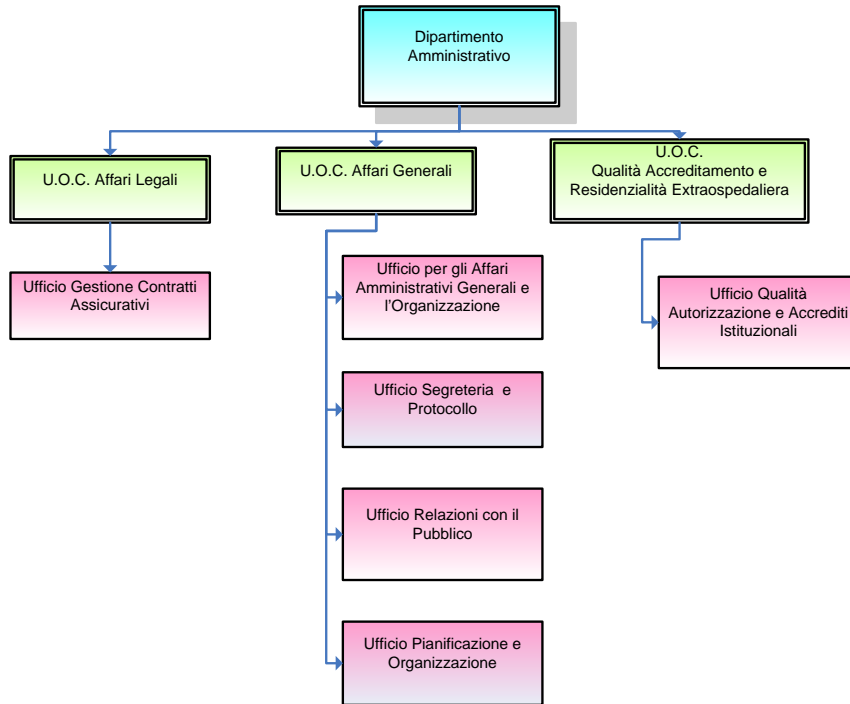 Dipartimento
Amministrativo
U.O.C. Affari Legali
U.O.C. Affari Generali
U.O.C.
Qualità Accreditamento e
Residenzialità Extraospedaliera
Ufficio Gestione Contratti
Assicurativi
Ufficio per gli Affari
Amministrativi Generali e
l'Organizzazione
Ufficio Qualità
Autorizzazione e Accrediti
Istituzionali
Ufficio Segreteria e
Protocollo
Ufficio Relazioni con il
Pubblico
Ufficio Pianificazione e
Organizzazione